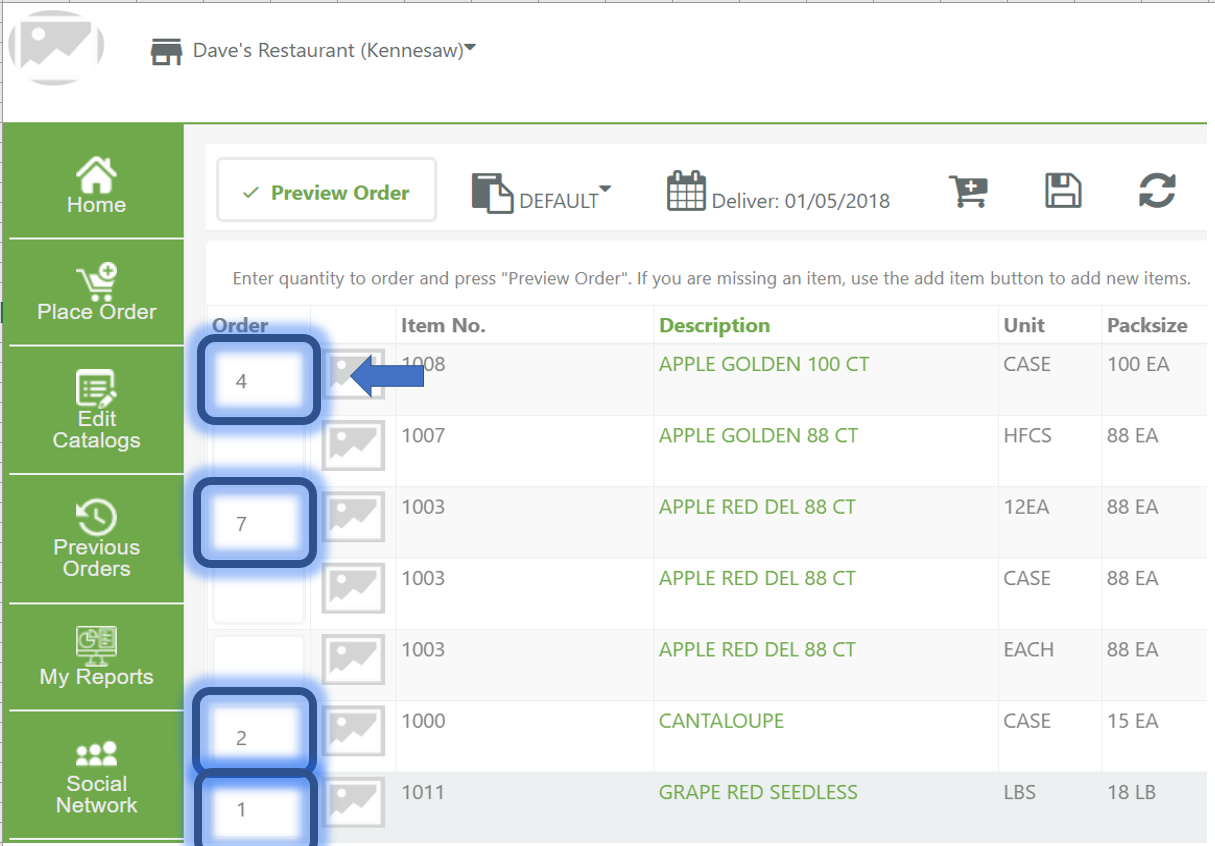 Dave's Restaurant (Kennesaw)
Home
Place Order
Edit
Catalogs
Previous
Orders
My Reports
Social
Network
Preview Order
DEFAULT
Deliver: 01/05/2018
Enter quantity to order and press "Preview Order". If you are missing an item, use the add item button to add new items.
Order Item No. Description Unit Packsize
4 APPLE GOLDEN 100 CT CASE 100 EA
1007 APPLE GOLDEN 88 CT HFCS 88 EA
7 1003 APPLE RED DEL 88 CT 12EA 88 EA
1003 APPLE RED DEL 88 CT CASE 88 EA
1003 APPLE RED DEL 88 CT EACH 88 EA
2 1000 CANTALOUPE CASE 15 EA
1 1011 GRAPE RED SEEDLESS LBS 18 LB